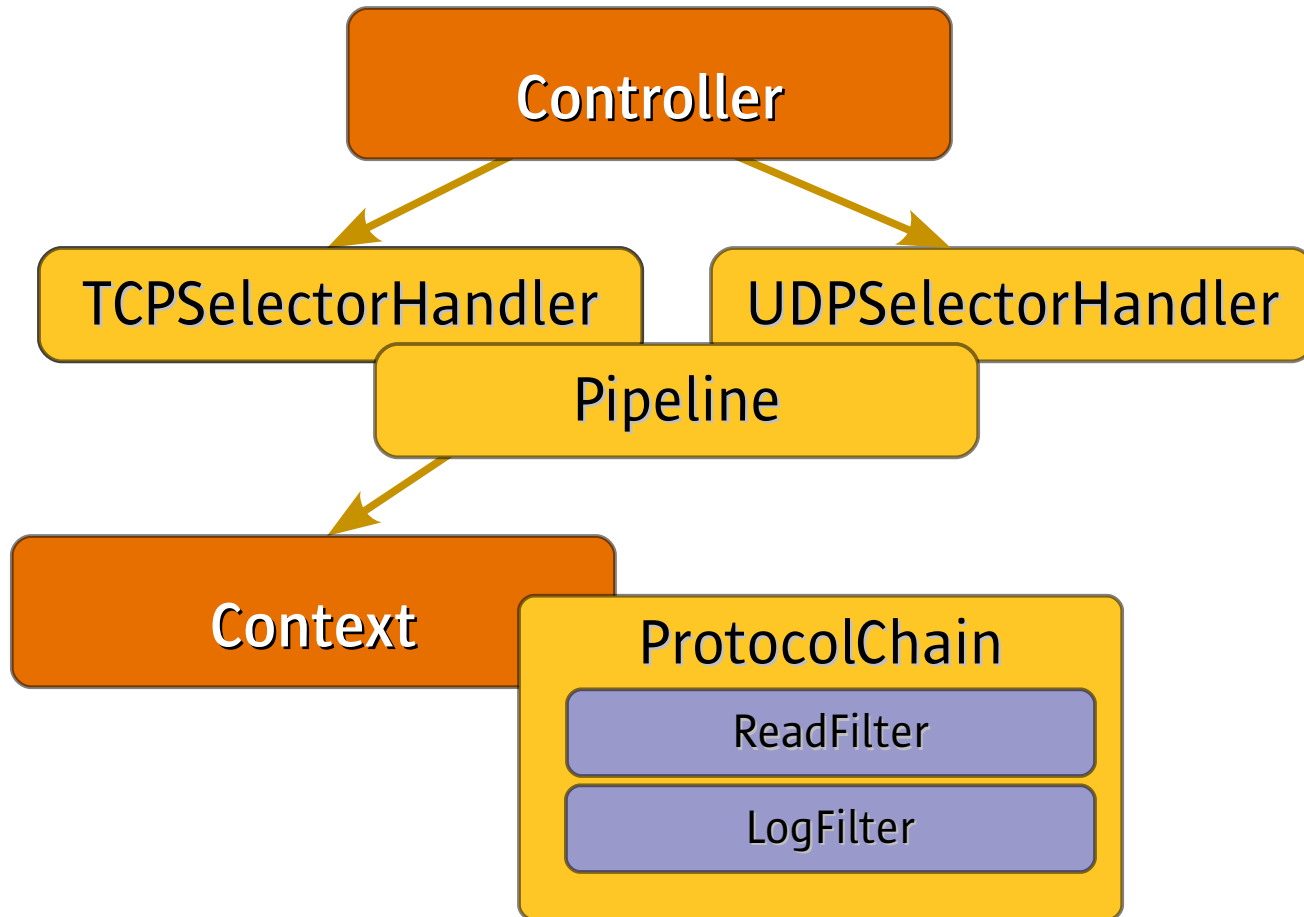 Controller
TCPSelectorHandler
UDPSelectorHandler
Pipeline
Context
ProtocolChain
ReadFilter
LogFilter